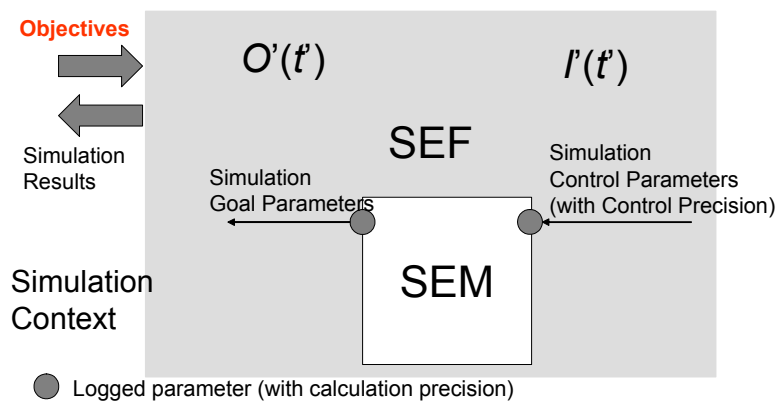 Objectives
O'(t')
I'(t')
Simulation
Results
SEF
Simulation
Goal Parameters
Simulation
Control Parameters
(with Control Precision)
SEM
Simulation
Context
Logged parameter (with calculation precision)